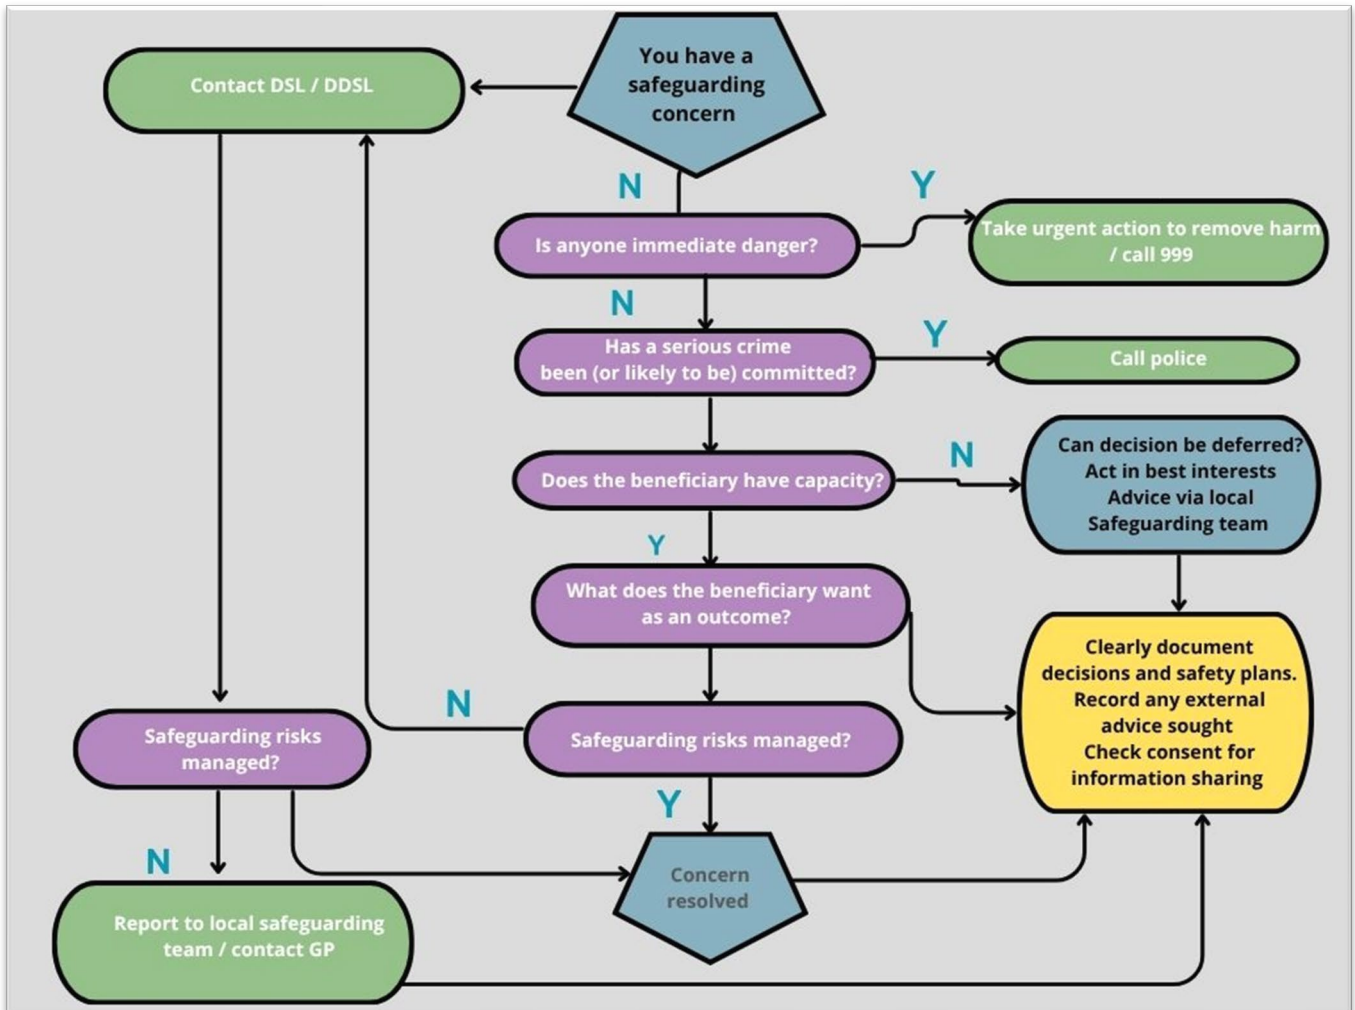 You have a
safeguarding
concern
Contact DSL / DDSL
N
Y
Is anyone immediate danger?
Take urgent action to remove harm
/ call 999
N
Has a serious crime
been (or likely to be) committed?
Y
Call police
Does the beneficiary have capacity?
N
Can decision be deferred?
Act in best interests
Advice via local
Safeguarding team
Y
What does the beneficiary want
as an outcome?
Clearly document
decisions and safety plans.
Record any external
advice sought
Check consent for
information sharing
N
Safeguarding risks managed?
Safeguarding risks
managed?
Y
Concern
resolved
N
Report to local safeguarding
team / contact GP